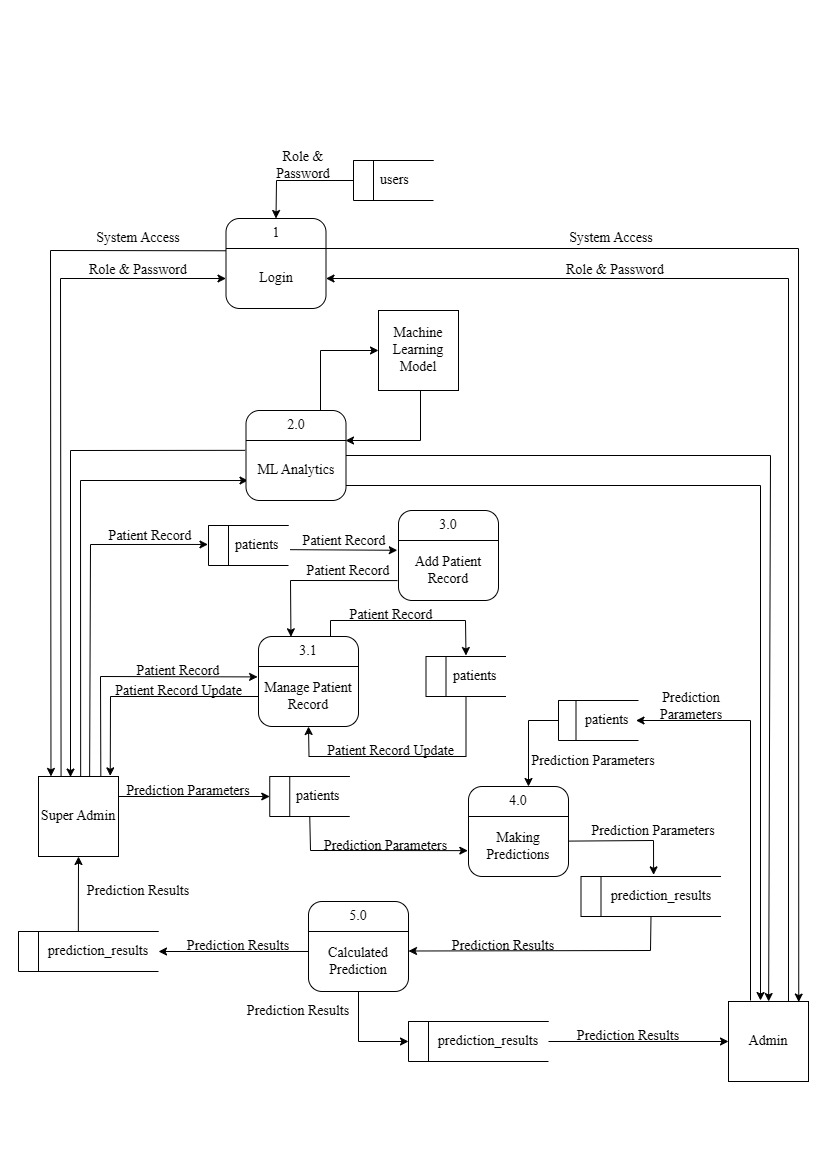 Role &
Password
users
1
System Access
System Access
Role & Password
Login
Role & Password
Machine
Learning
Model
2.0
ML Analytics
3.0
Patient Record
patients
Patient Record
Add Patient
Record
Patient Record
Patient Record
3.1
Patient Record
Manage Patient
Record
Patient Record Update
patients
Patient Record Update
Prediction
Parameters
patients
Prediction Parameters
Super Admin
Prediction Parameters
patients
4.0
Making
Predictions
Prediction Parameters
Prediction Parameters
prediction_results
Prediction Results
5.0
Calculated
Prediction
prediction_results
Prediction Results
Prediction Results
Prediction Results
prediction_results
Prediction Results
Admin